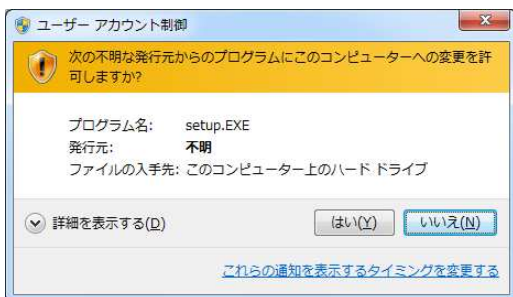 ユーザー アカウント制御
次の不明な発行元からのプログラムにこのコンピューターへの変更を許
可しますか?
プログラム名: setup.EXE
発行元: 不明
ファイルの入手先: このコンピューター上のハード ドライブ
詳細を表示する(D)
はい(Y)
いいえ(N)
これらの通知を表示するタイミングを変更する